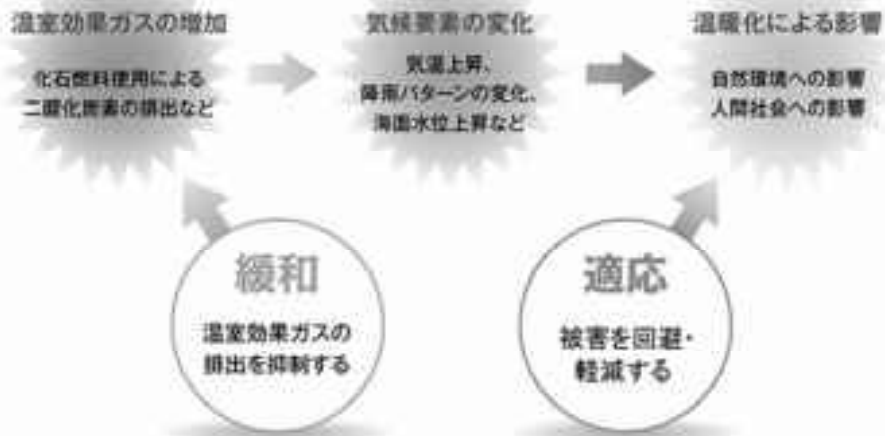 温室効果ガスの増加
化石燃料使用による
二酸化炭素の排出など
気候要素の変化
気温上昇、
降雨パターンの変化、
海面水位上昇など
温暖化による影響
自然環境への影響
人間社会への影響
緩和
温室効果ガスの
排出を抑制する
適応
被害を回避・
軽減する